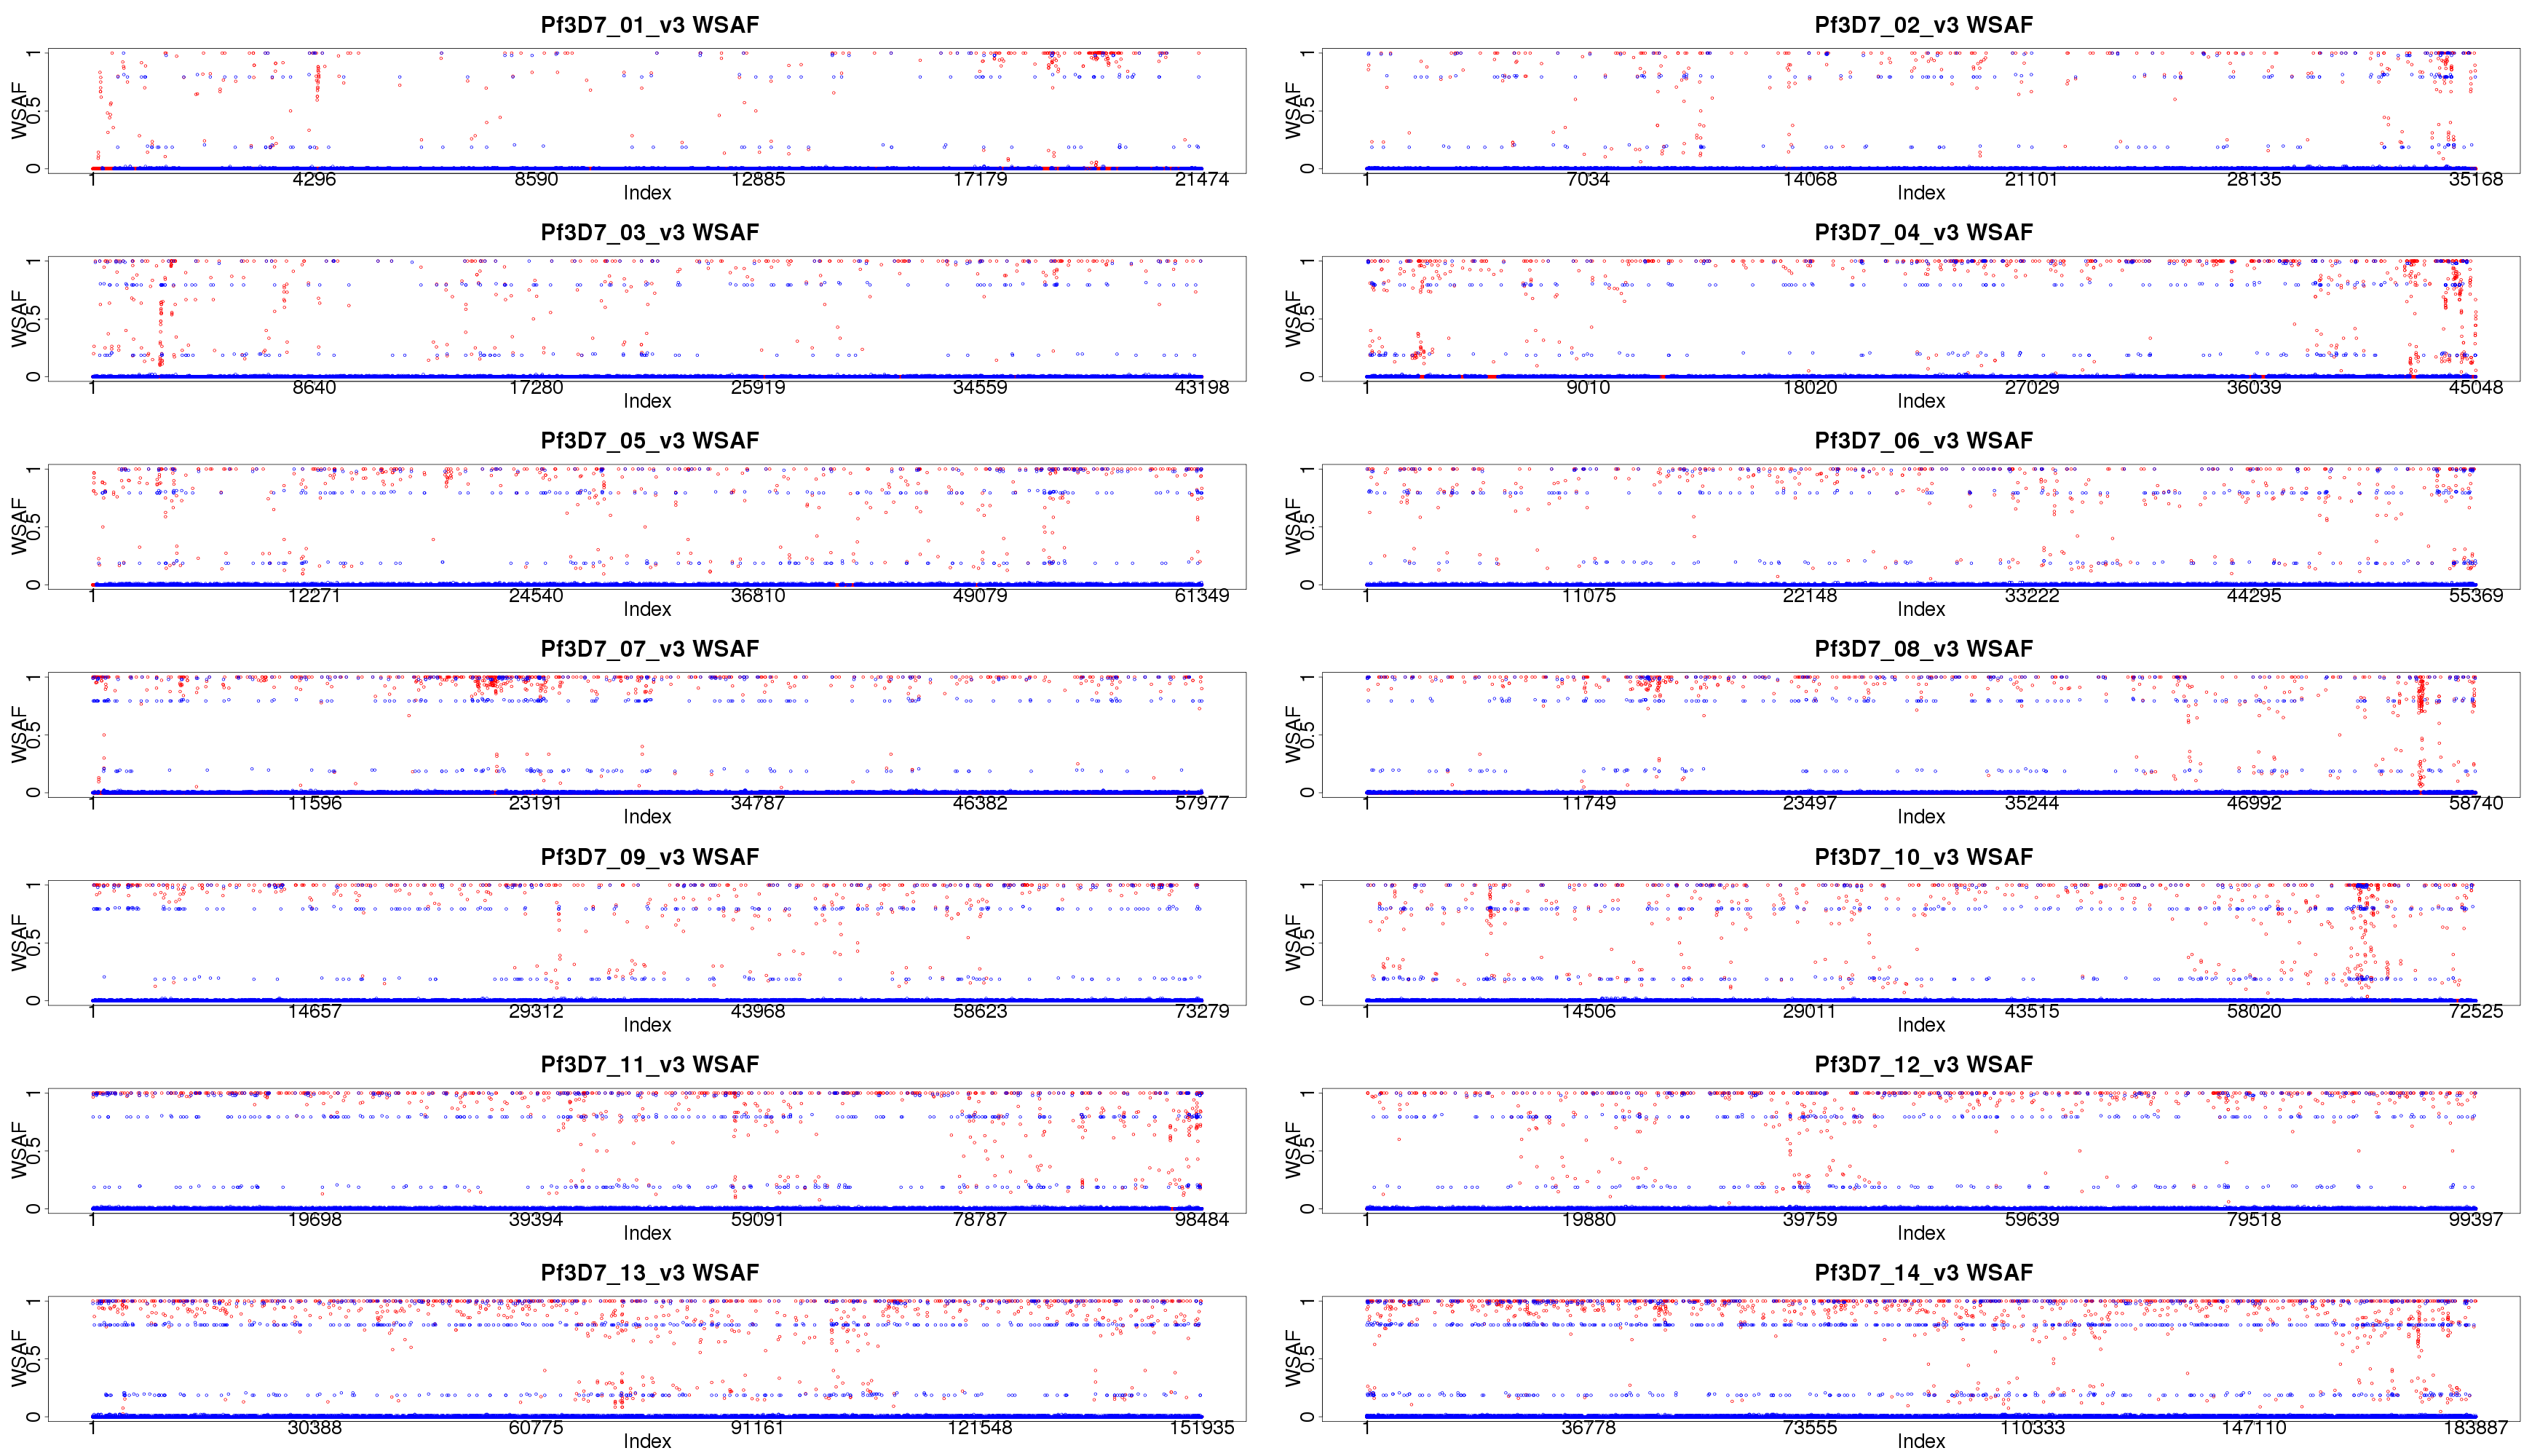 Pf3D7_01_v3 WSAF
WSAF
0 0.5 1
1 4296 8590 12885 17179 21474
Index
Pf3D7_02_v3 WSAF
WSAF
0 0.5 1
1 7034 14068 21101 28135 35168
Index
Pf3D7_03_v3 WSAF
WSAF
0 0.5 1
1 8640 17280 25919 34559 43198
Index
Pf3D7_04_v3 WSAF
WSAF
0 0.5 1
1 9010 18020 27029 36039 45048
Index
Pf3D7_05_v3 WSAF
WSAF
0 0.5 1
1 12271 24540 36810 49079 61349
Index
Pf3D7_06_v3 WSAF
WSAF
0 0.5 1
1 11075 22148 33222 44295 55369
Index
Pf3D7_07_v3 WSAF
WSAF
0 0.5 1
1 11596 23191 34787 46382 57977
Index
Pf3D7_08_v3 WSAF
WSAF
0 0.5 1
1 11749 23497 35244 46992 58740
Index
Pf3D7_09_v3 WSAF
WSAF
0 0.5 1
1 14657 29312 43968 58623 73279
Index
Pf3D7_10_v3 WSAF
WSAF
0 0.5 1
1 14506 29011 43515 58020 72525
Index
Pf3D7_11_v3 WSAF
WSAF
0 0.5 1
1 19698 39394 59091 78787 98484
Index
Pf3D7_12_v3 WSAF
WSAF
0 0.5 1
1 19880 39759 59639 79518 99397
Index
Pf3D7_13_v3 WSAF
WSAF
0 0.5 1
1 30388 60775 91161 121548 151935
Index
Pf3D7_14_v3 WSAF
WSAF
0 0.5 1
1 36778 73555 110333 147110 183887
Index